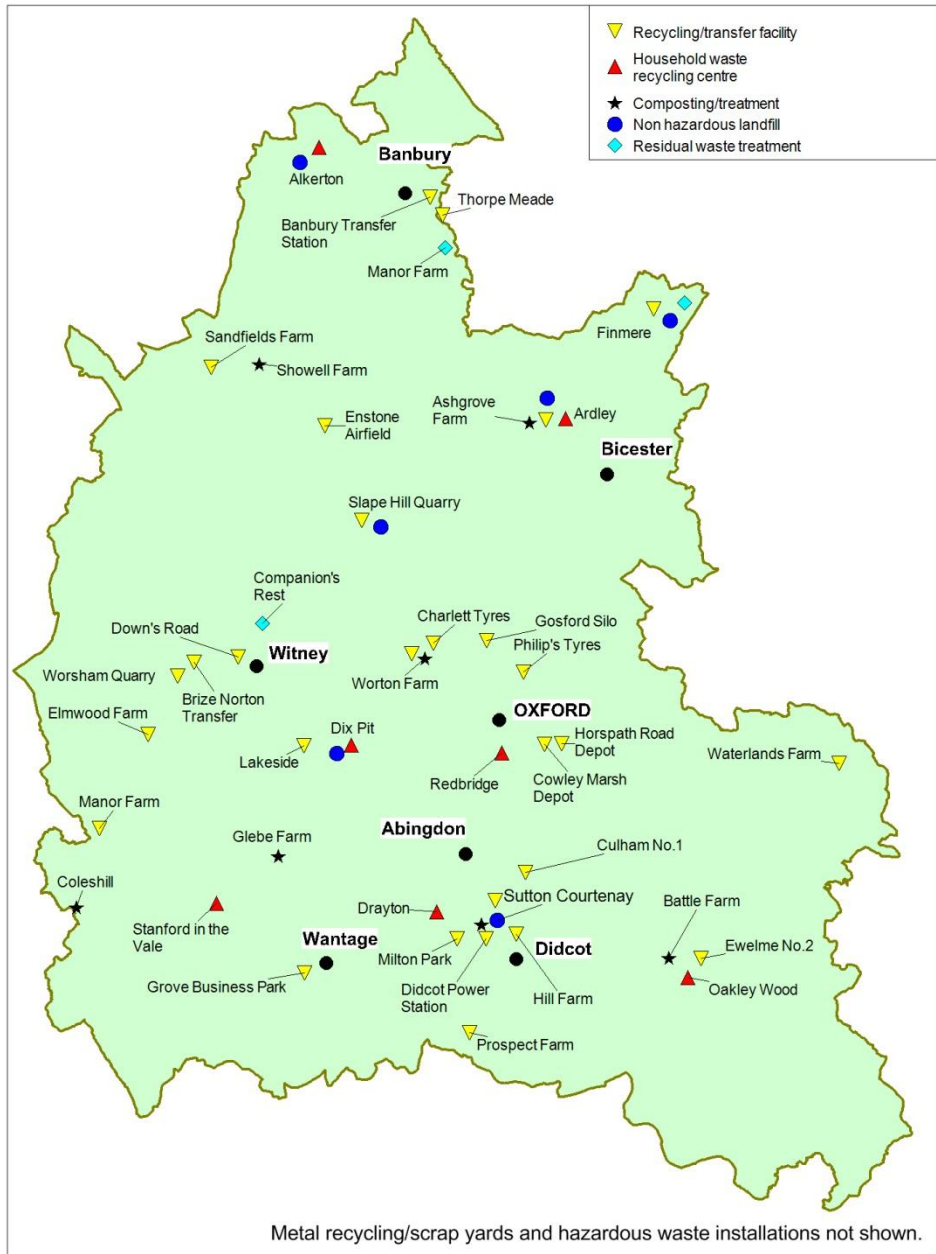 Recycling/transfer facility
Household waste
recycling centre
Composting/treatment
Non hazardous landfill
Residual waste treatment
Banbury
Alkerton
Thorpe Meade
Banbury Transfer
Station
Manor Farm
Finmere
Sandfields Farm
Showell Farm
Ashgrove
Farm
Ardley
Enstone
Airfield
Bicester
Slape Hill Quarry
Companion's
Rest
Down's Road
Charlett Tyres
Gosford Silo
Philip's Tyres
Witney
Worsham Quarry
Brize Norton
Transfer
Worton Farm
Elmwood Farm
OXFORD
Dix Pit
Horspath Road
Depot
Lakeside
Redbridge
Cowley Marsh
Depot
Waterlands Farm
Manor Farm
Glebe Farm
Abingdon
Culham No.1
Coleshill
Sutton Courtenay
Battle Farm
Drayton
Stanford in the
Vale
Wantage
Milton Park
Didcot
Ewelme No.2
Grove Business Park
Didcot Power
Station
Hill Farm
Oakley Wood
Prospect Farm
Metal recycling/scrap yards and hazardous waste installations not shown.